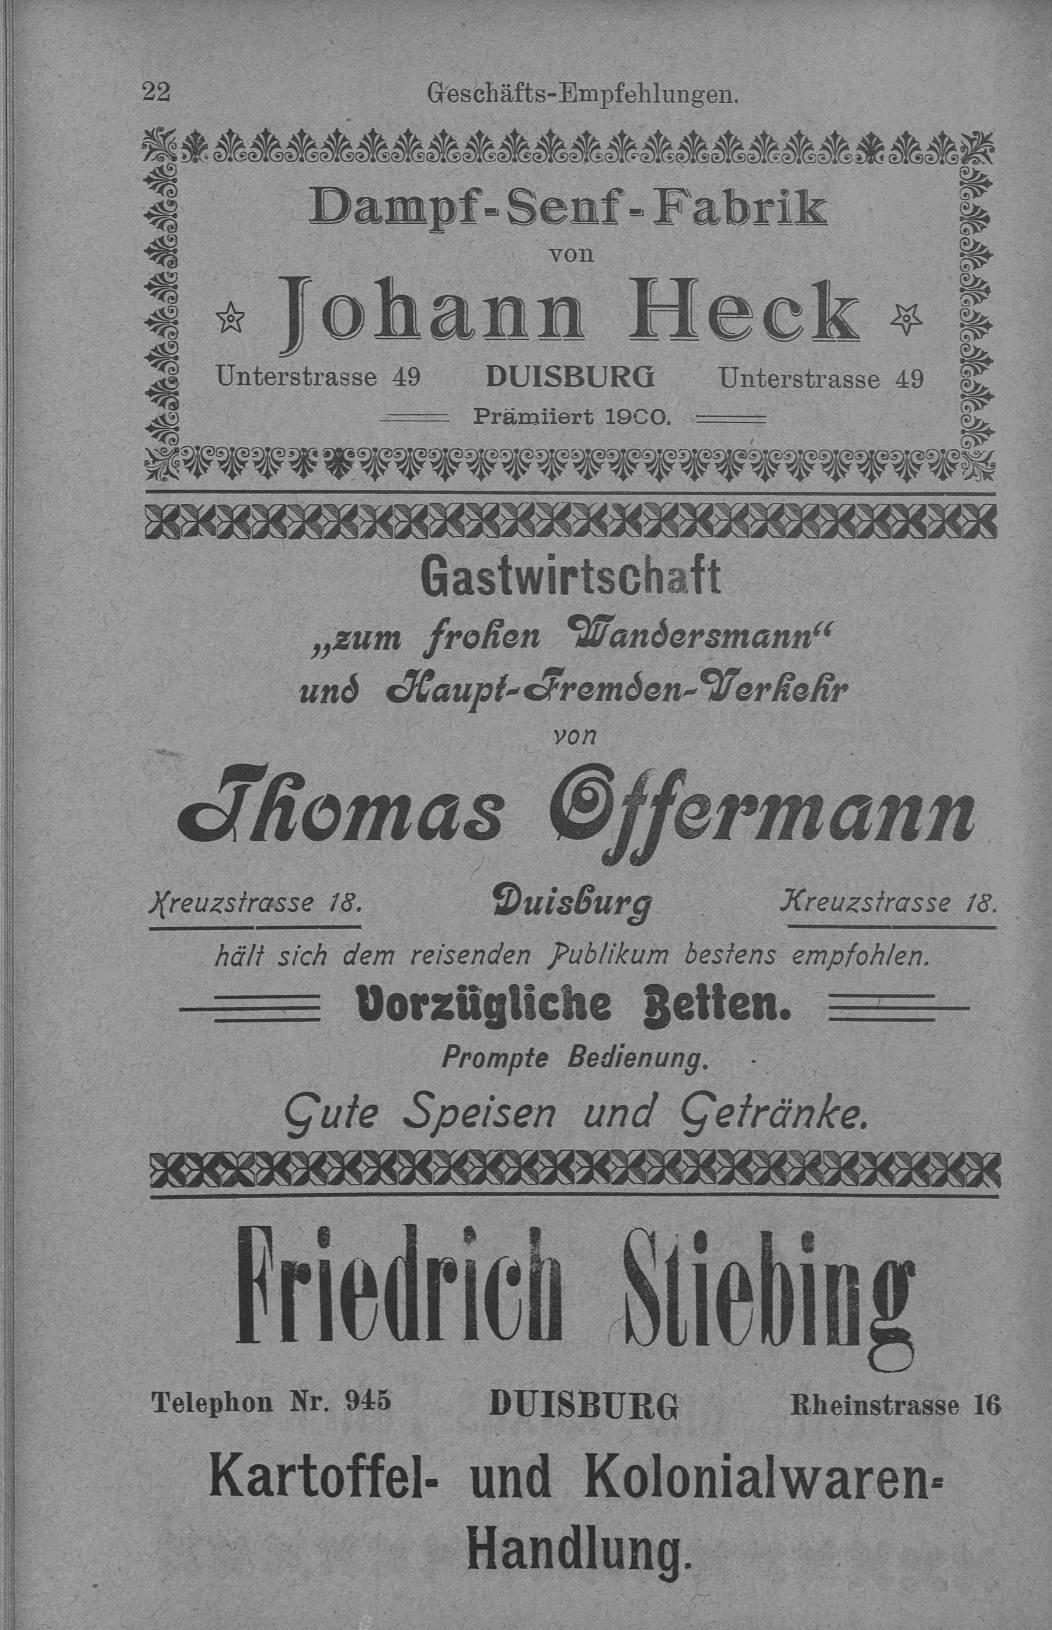 22 Geschäfts-Empfehlungen.
Dampf-Senf-Fabrik
von
Johann Heck
Unterstrasse 49 DUISBURG Unterstrasse 49
Prämiiert 1900.
Gastwirtschaft
„zum frohen Wandersmann“
und Haupt-Fremden-Verkehr
von
Thomas Offermann
Kreuzstrasse 18. Duisburg Kreuzstrasse 18.
hält sich dem reisenden Publikum bestens empfohlen.
Vorzügliche Betten.
Prompte Bedienung.
Gute Speisen und Getränke.
Friedrich Stiebing
Telephon Nr. 945 DUISBURG Rheinstrasse 16
Kartoffel- und Kolonialwaren-
Handlung.